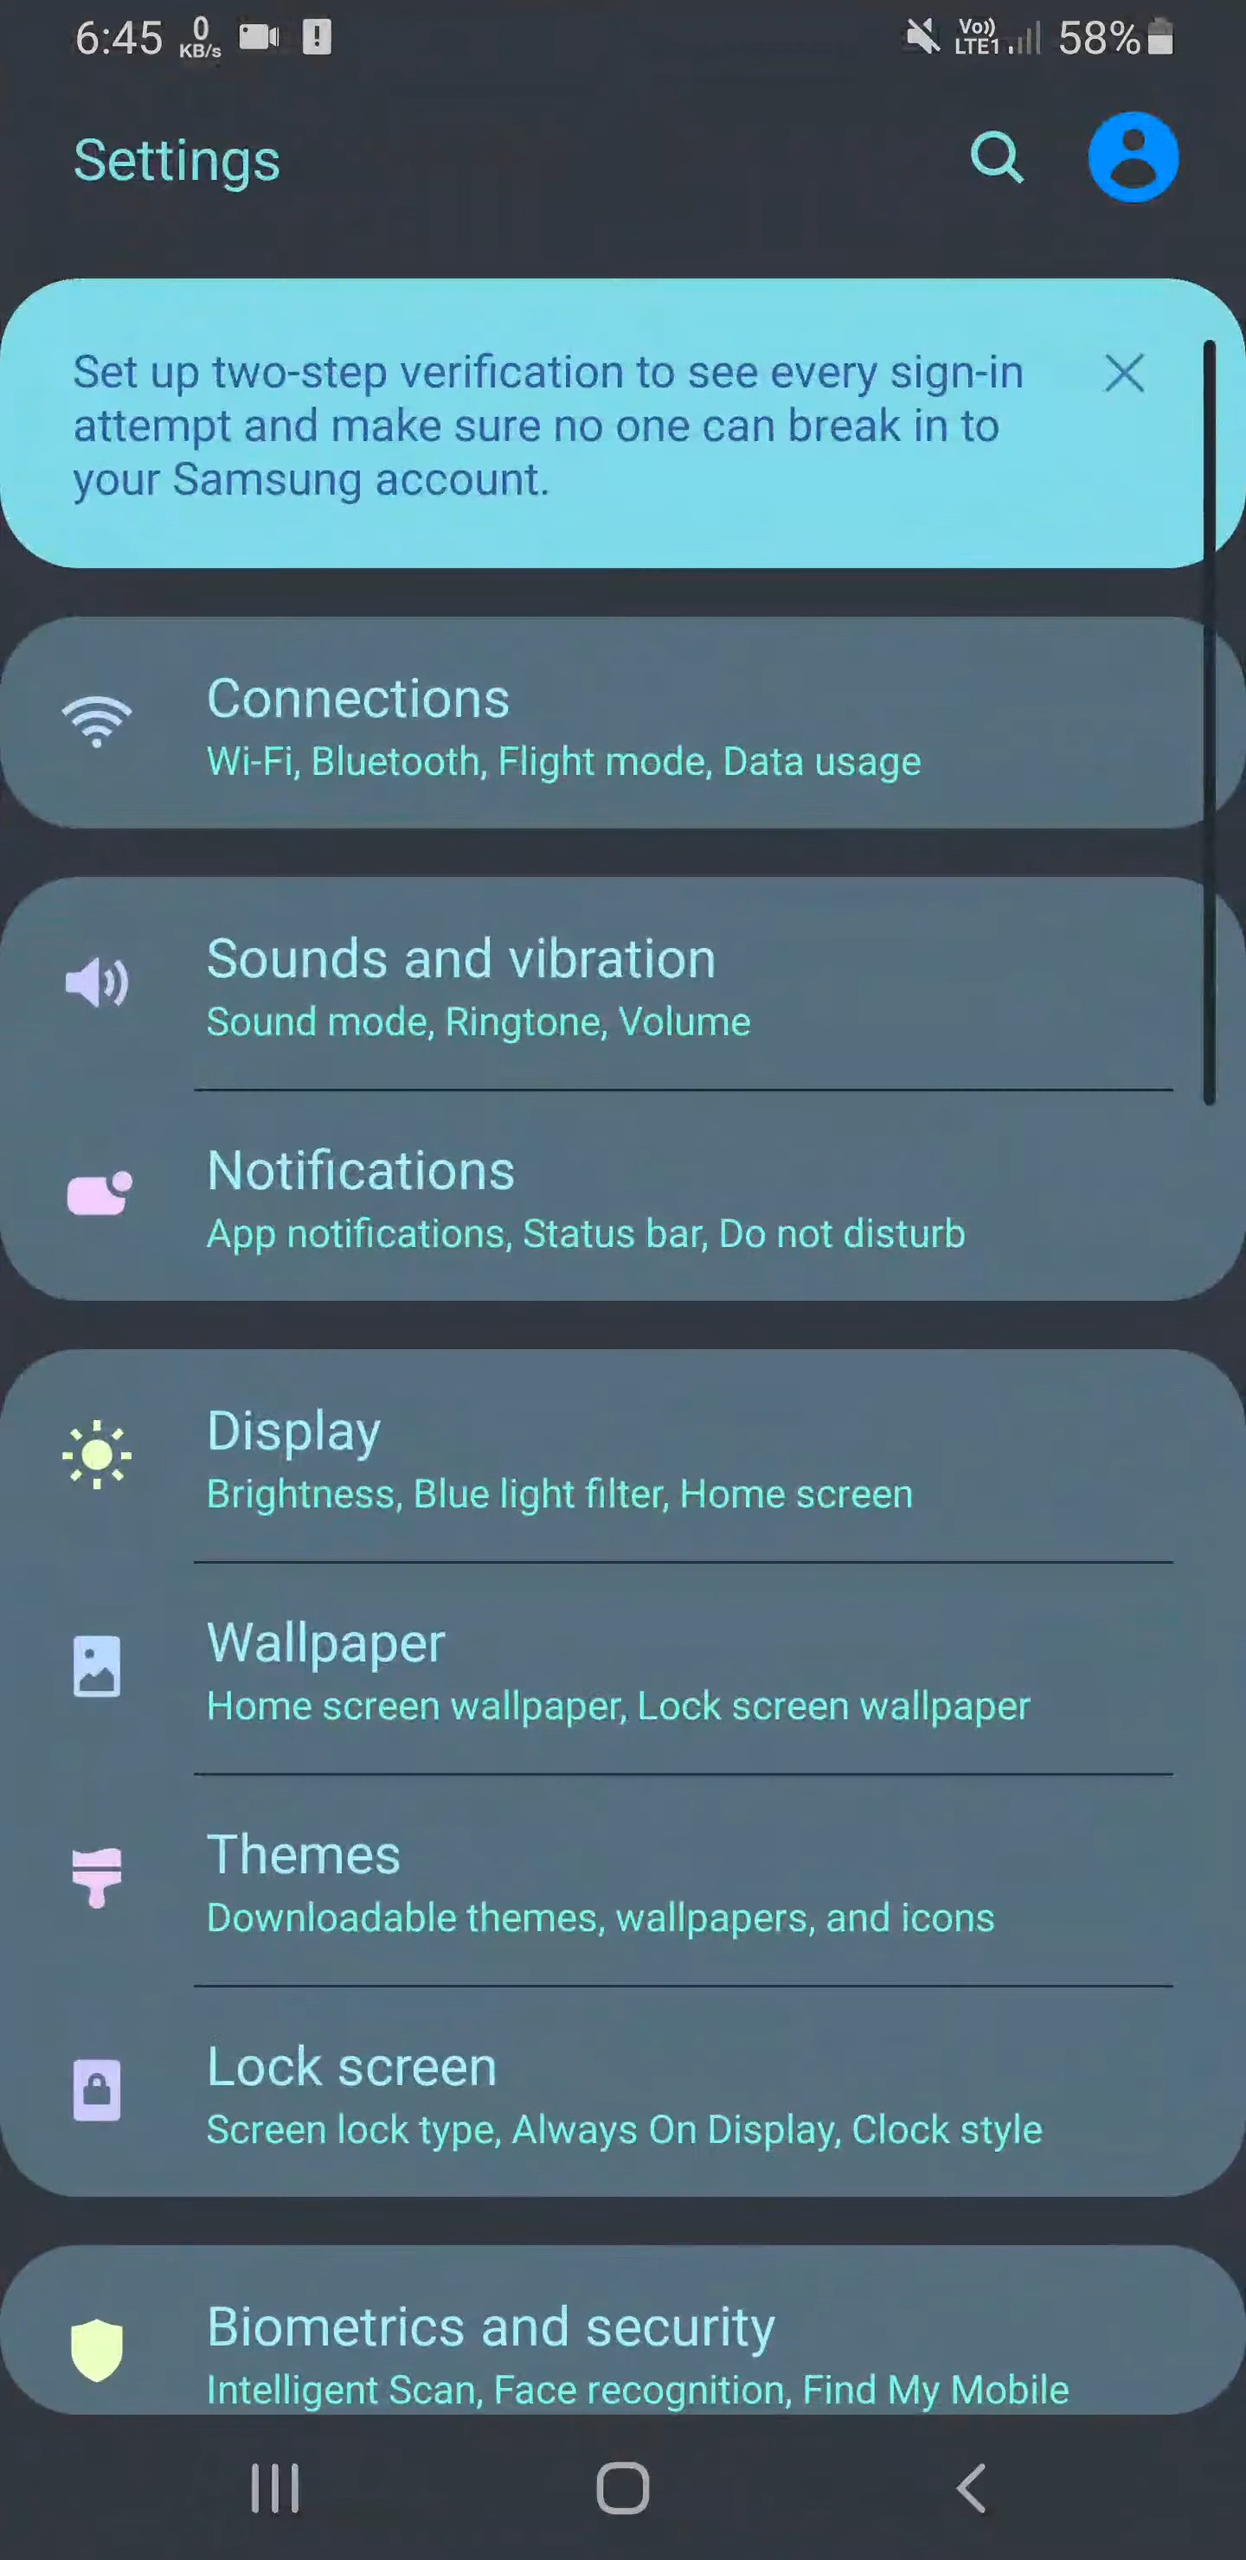 6:45 0 KB/s Vo)) LTE1 58%
Settings
Set up two-step verification to see every sign-in
attempt and make sure no one can break in to
your Samsung account.
Connections
Wi-Fi, Bluetooth, Flight mode, Data usage
Sounds and vibration
Sound mode, Ringtone, Volume
Notifications
App notifications, Status bar, Do not disturb
Display
Brightness, Blue light filter, Home screen
Wallpaper
Home screen wallpaper, Lock screen wallpaper
Themes
Downloadable themes, wallpapers, and icons
Lock screen
Screen lock type, Always On Display, Clock style
Biometrics and security
Intelligent Scan, Face recognition, Find My Mobile